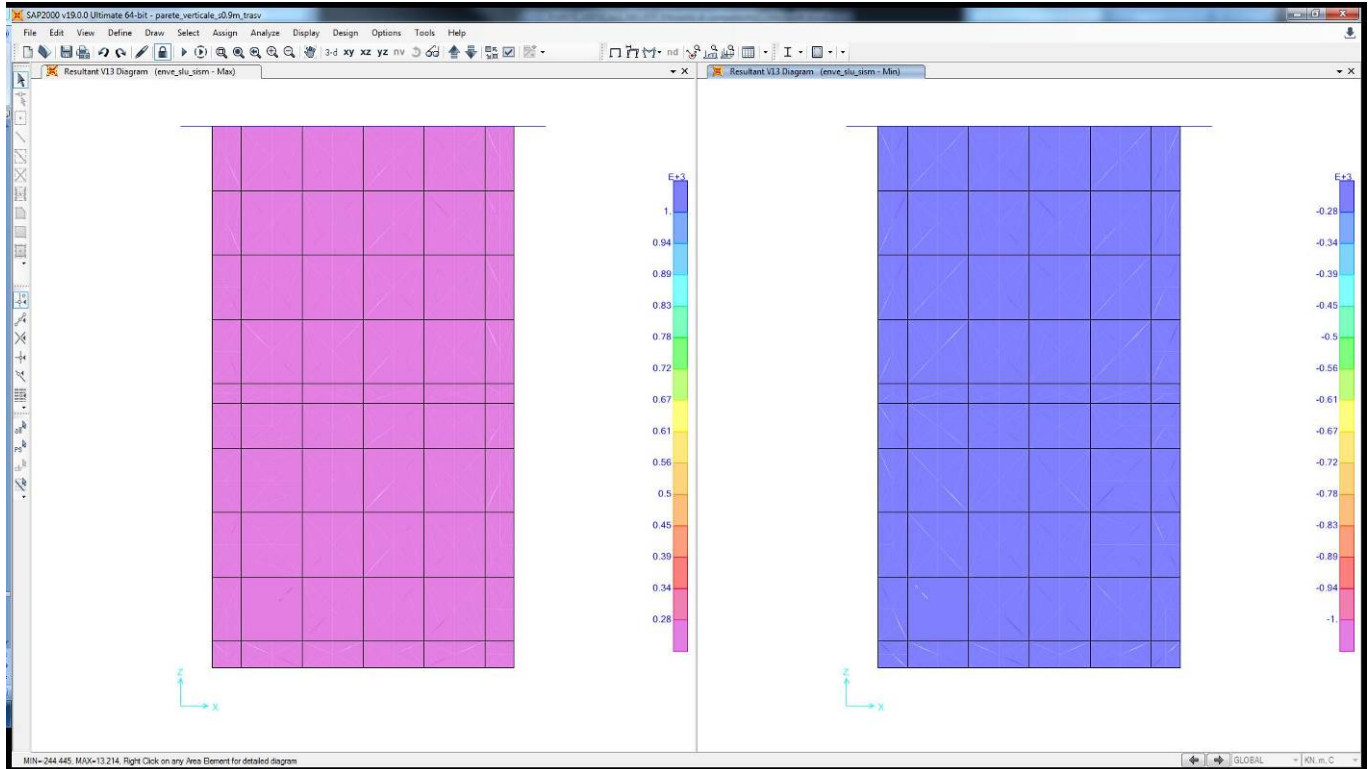 SAP2000 v19.0.0 Ultimate 64-bit - parete_verticale_s0.9m_trasv
File Edit View Define Draw Select Assign Analyze Display Design Options Tools Help
3-d xy xz yz nv
nd
Resultant V13 Diagram (enve_slu_sism - Max)
Resultant V13 Diagram (enve_slu_sism - Min)
E+3
1.
0.94
0.89
0.83
0.78
0.72
0.67
0.61
0.56
0.5
0.45
0.39
0.34
0.28
Z
X
E+3
-0.28
-0.34
-0.39
-0.45
-0.5
-0.56
-0.61
-0.67
-0.72
-0.78
-0.83
-0.89
-0.94
-1.
Z
X
all
PS
clr
MIN=-244.445, MAX=13.214, Right Click on any Area Element for detailed diagram
GLOBAL
KN, m, C